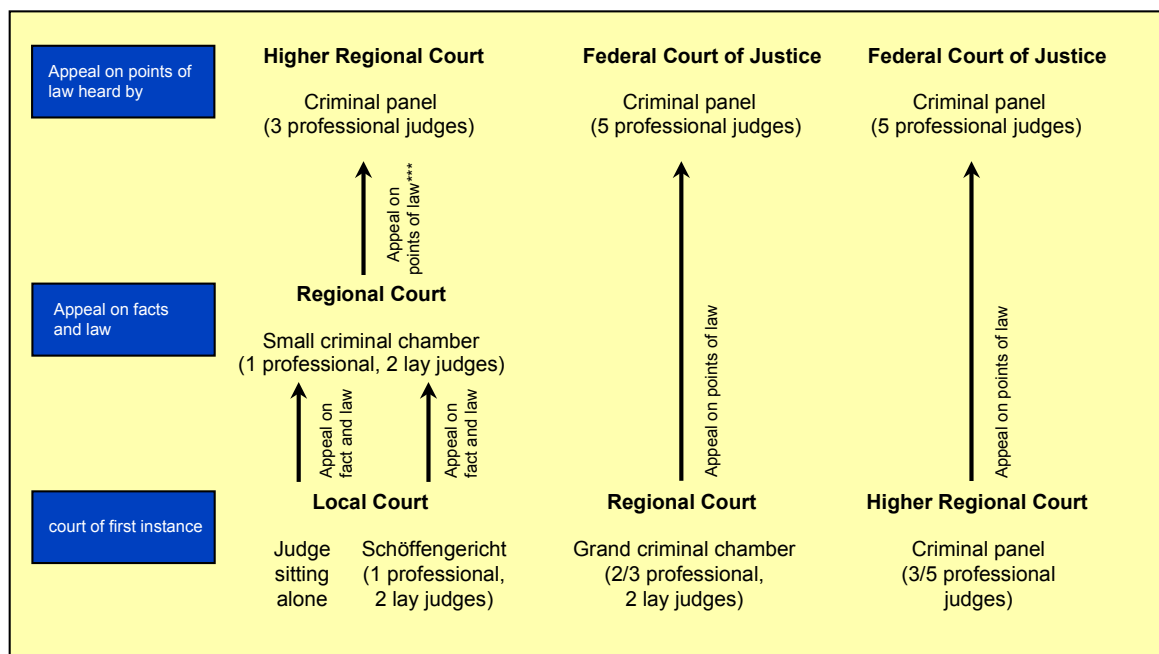 Appeal on points of
law heard by
Higher Regional Court
Criminal panel
(3 professional judges)
Federal Court of Justice
Criminal panel
(5 professional judges)
Federal Court of Justice
Criminal panel
(5 professional judges)
Appeal on
points of law***
Appeal on facts
and law
Regional Court
Small criminal chamber
(1 professional, 2 lay judges)
Appeal on
fact and law
Appeal on
fact and law
Appeal on points of law
Appeal on points of law
court of first instance
Local Court
Judge
sitting
alone
Schöffengericht
(1 professional,
2 lay judges)
Regional Court
Grand criminal chamber
(2/3 professional,
2 lay judges)
Higher Regional Court
Criminal panel
(3/5 professional
judges)